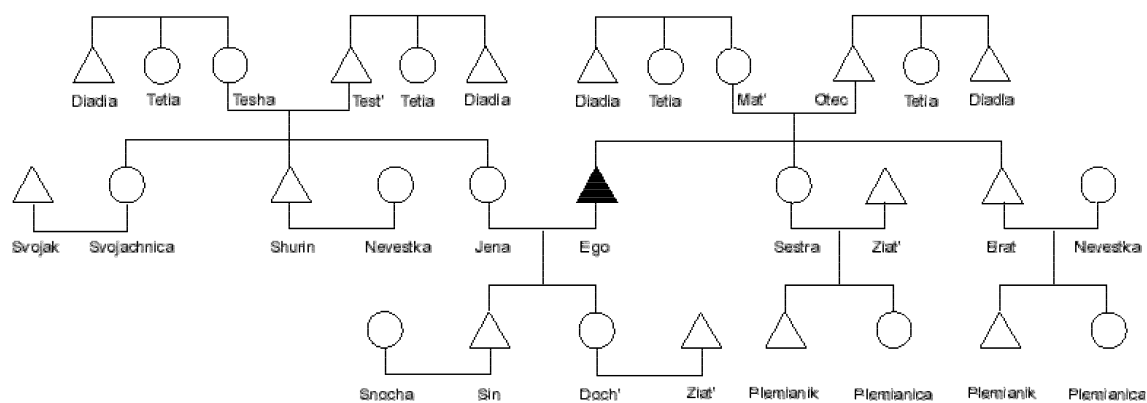 Diadia Tetia Tesha Test' Tetia Diadia Diadia Tetia Mat' Otec Tetia Diadia
Svojak Svojachnica Shurin Nevestka Jena Ego Sestra Ziat' Brat Nevestka
Snocha Sin Doch' Ziat' Plemianik Plemianica Plemianik Plemianica